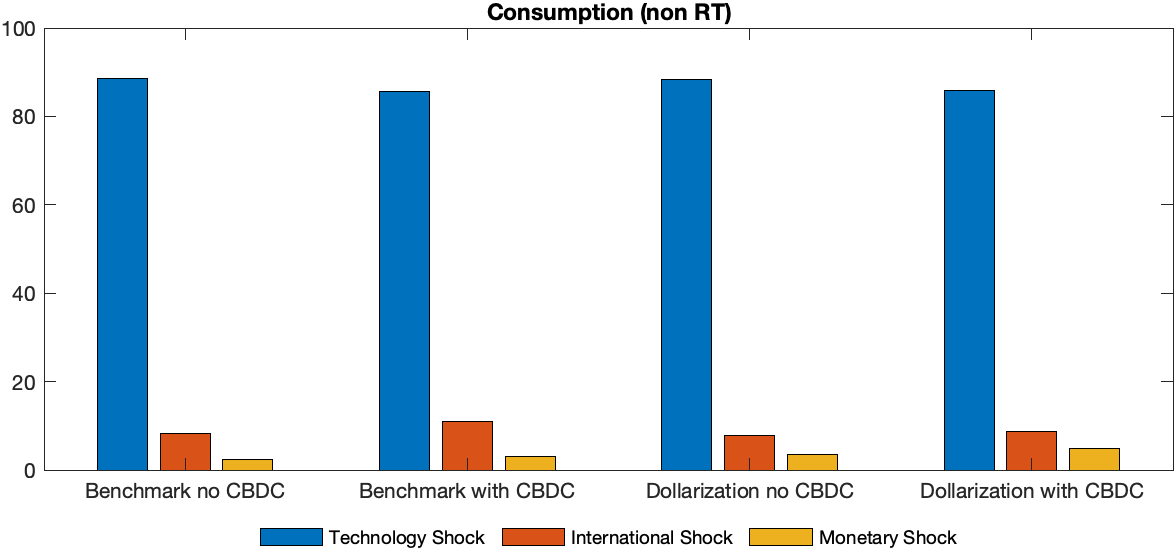 Consumption (non RT)
100
80
60
40
20
0
Benchmark no CBDC Benchmark with CBDC Dollarization no CBDC Dollarization with CBDC
Technology Shock International Shock Monetary Shock